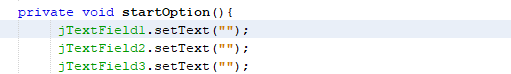 private void startOption(){
jTextField1.setText("");
jTextField2.setText("");
jTextField3.setText("");